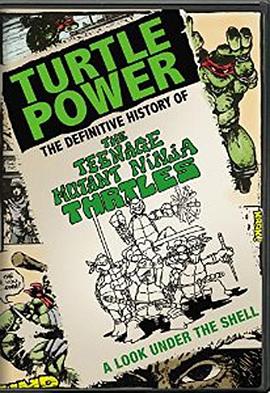 TURTLE
POWER
THE DEFINITIVE HISTORY OF
THE
TEENAGE
MUTANT NINJA
TURTLES
A LOOK UNDER THE SHELL